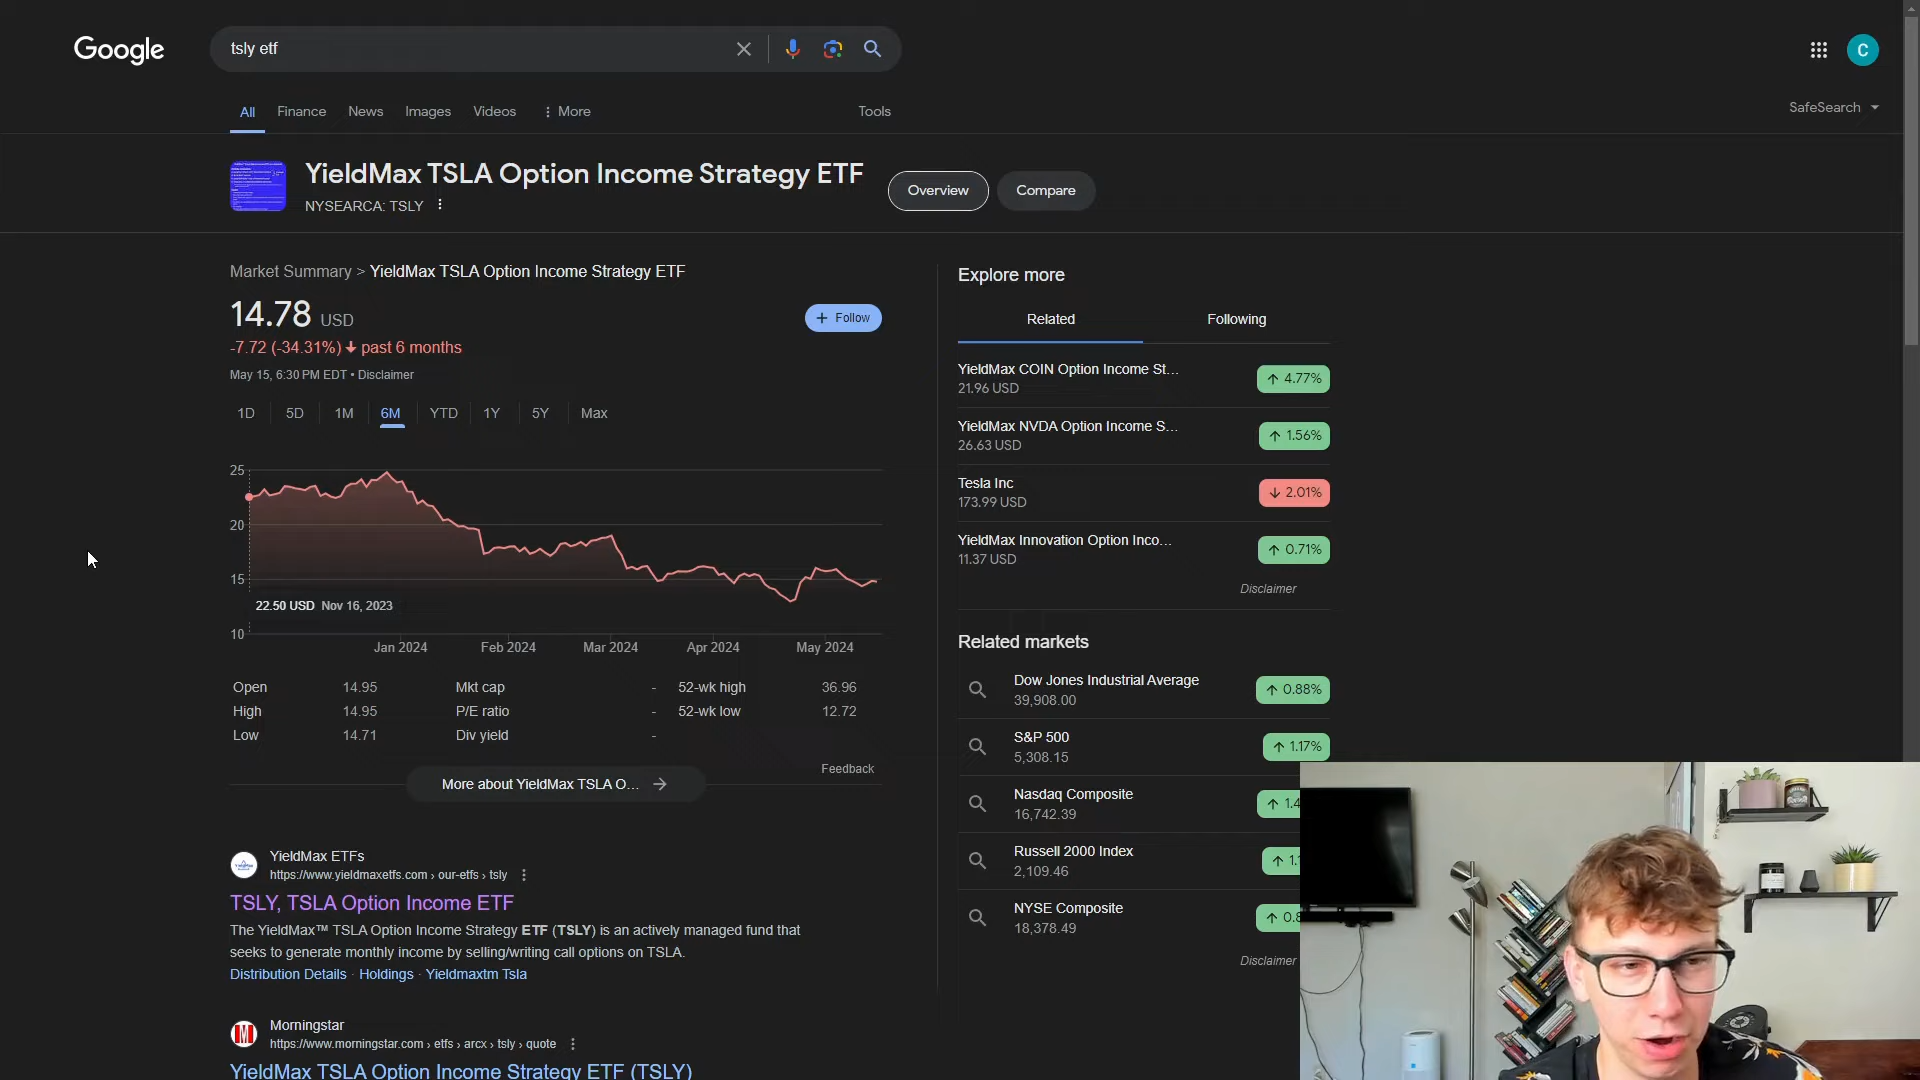 Google
tsly etf
C
All
Finance
News
Images
Videos
More
Tools
SafeSearch
YieldMax TSLA Option Income Strategy ETF
NYSEARCA: TSLY
Overview
Compare
Market Summary > YieldMax TSLA Option Income Strategy ETF
14.78 USD
+ Follow
-7.72 (-34.31%) ↓ past 6 months
May 15, 6:30 PM EDT • Disclaimer
1D 5D 1M 6M YTD 1Y 5Y Max
25
20
15
10
22.50 USD Nov 16, 2023
Jan 2024 Feb 2024 Mar 2024 Apr 2024 May 2024
Open 14.95 Mkt cap - 52-wk high 36.96
High 14.95 P/E ratio - 52-wk low 12.72
Low 14.71 Div yield -
Feedback
More about YieldMax TSLA O... →
YieldMax ETFs
https://www.yieldmaxetfs.com › our-etfs › tsly
TSLY, TSLA Option Income ETF
The YieldMax™ TSLA Option Income Strategy ETF (TSLY) is an actively managed fund that
seeks to generate monthly income by selling/writing call options on TSLA.
Distribution Details · Holdings · Yieldmaxtm Tsla
M
Morningstar
https://www.morningstar.com › etfs › arcx › tsly › quote
YieldMax TSLA Option Income Strategy ETF (TSLY)
Explore more
Related
Following
YieldMax COIN Option Income St...
21.96 USD
↑ 4.77%
YieldMax NVDA Option Income S...
26.63 USD
↑ 1.56%
Tesla Inc
173.99 USD
↓ 2.01%
YieldMax Innovation Option Inco...
11.37 USD
↑ 0.71%
Disclaimer
Related markets
Dow Jones Industrial Average
39,908.00
↑ 0.88%
S&P 500
5,308.15
↑ 1.17%
Nasdaq Composite
16,742.39
↑ 1.4
Russell 2000 Index
2,109.46
↑ 1.1
NYSE Composite
18,378.49
↑ 0.8
Disclaimer